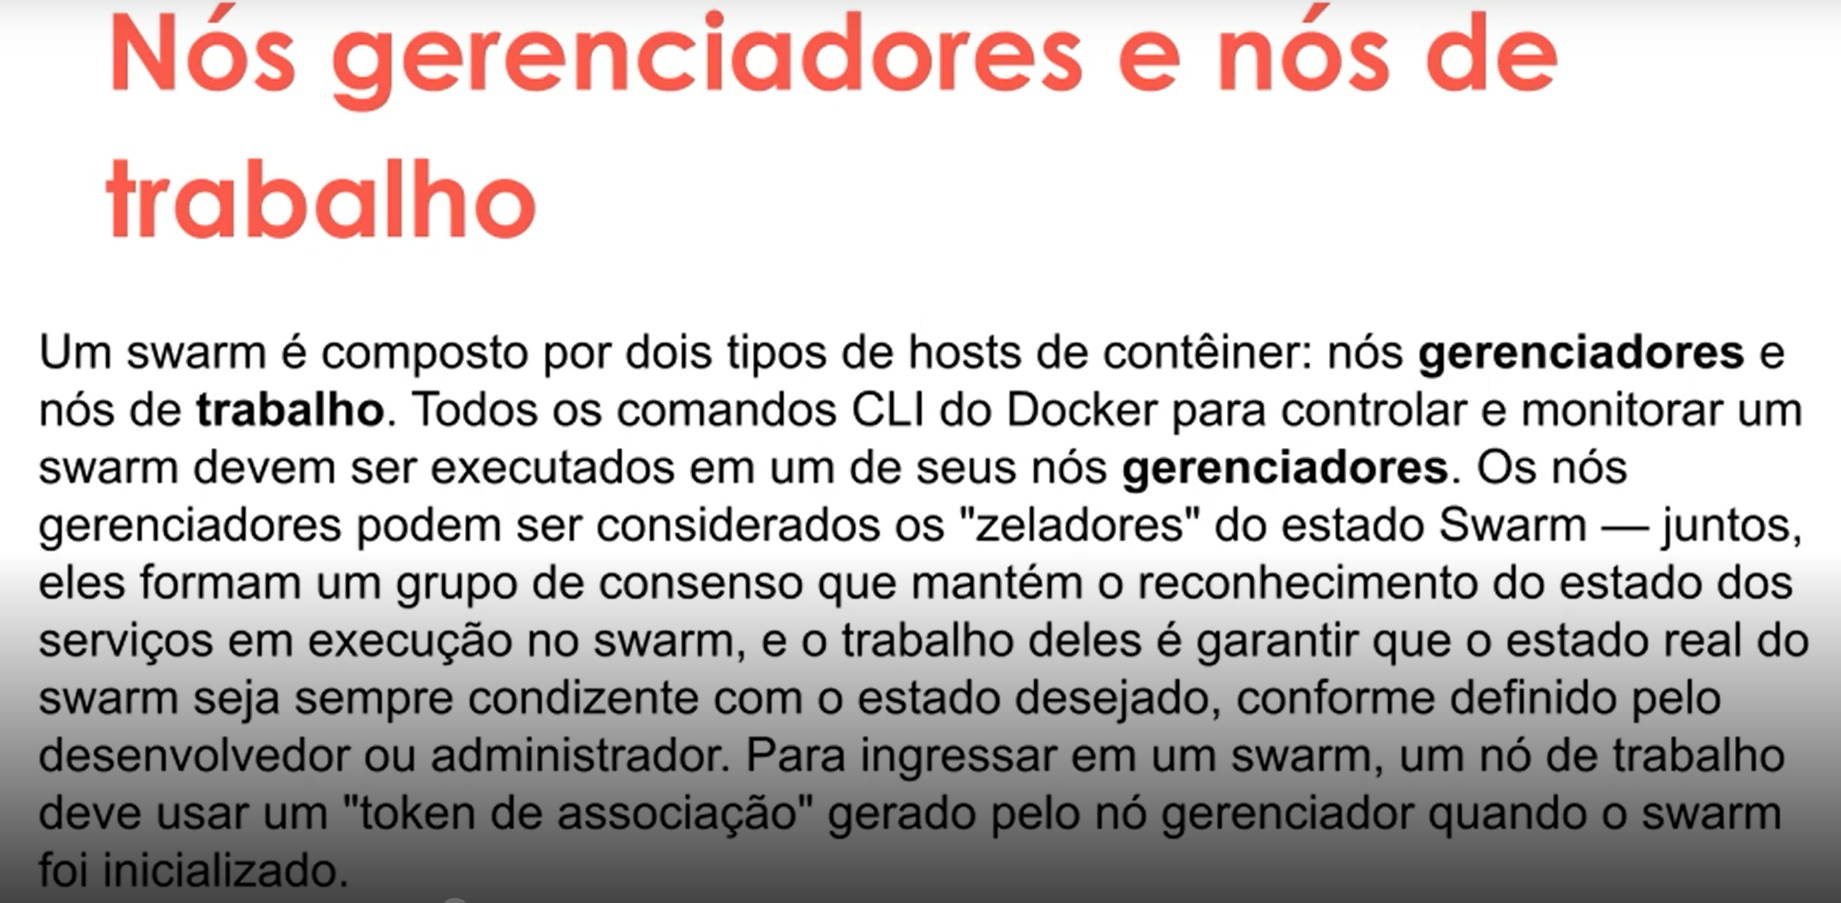 Nós gerenciadores e nós de
trabalho
Um swarm é composto por dois tipos de hosts de contêiner: nós gerenciadores e
nós de trabalho. Todos os comandos CLI do Docker para controlar e monitorar um
swarm devem ser executados em um de seus nós gerenciadores. Os nós
gerenciadores podem ser considerados os "zeladores" do estado Swarm — juntos,
eles formam um grupo de consenso que mantém o reconhecimento do estado dos
serviços em execução no swarm, e o trabalho deles é garantir que o estado real do
swarm seja sempre condizente com o estado desejado, conforme definido pelo
desenvolvedor ou administrador. Para ingressar em um swarm, um nó de trabalho
deve usar um "token de associação" gerado pelo nó gerenciador quando o swarm
foi inicializado.